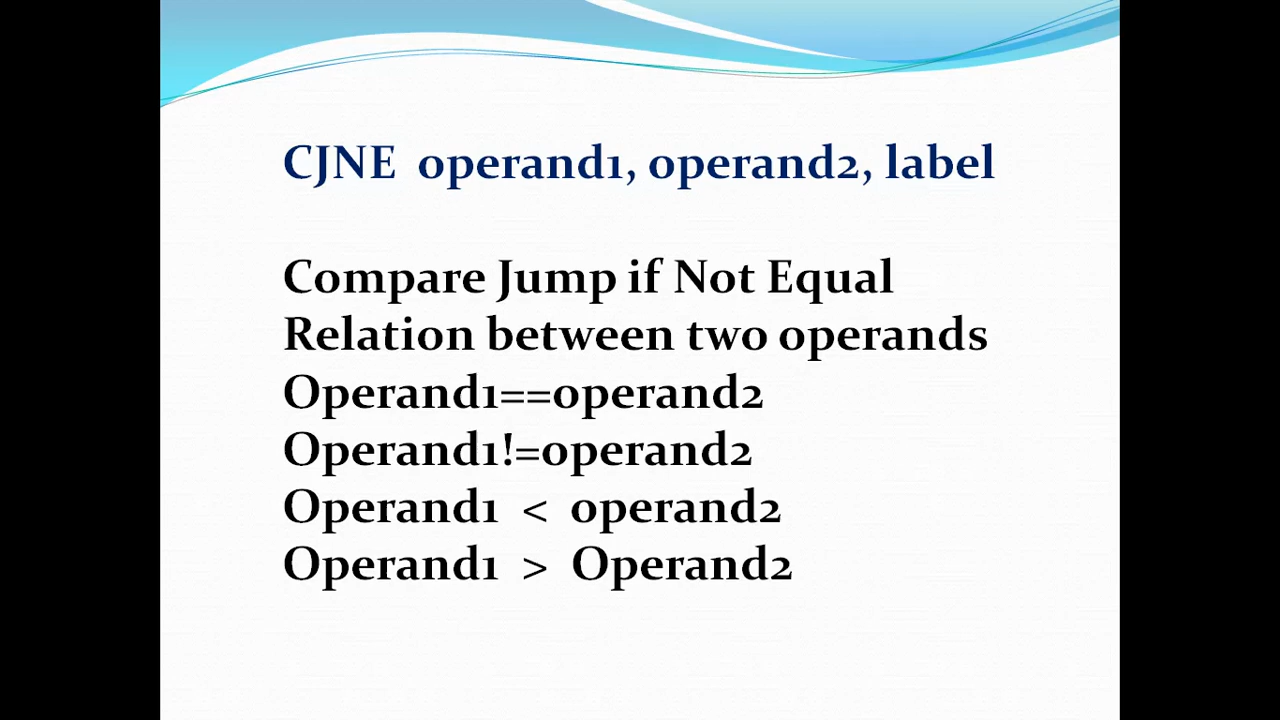 CJNE operand1, operand2, label
Compare Jump if Not Equal
Relation between two operands
Operand1==operand2
Operand1!=operand2
Operand1 < operand2
Operand1 > Operand2